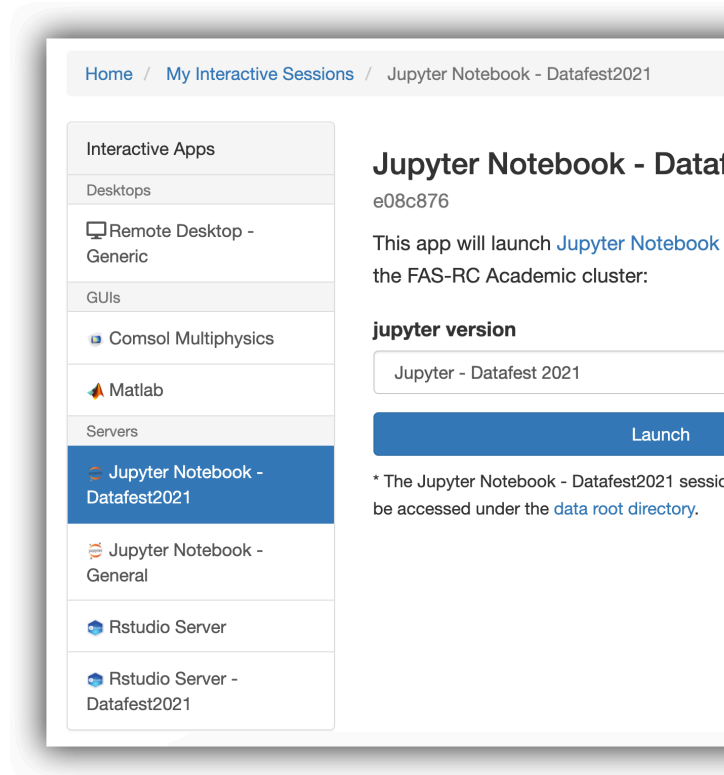 Home / My Interactive Sessions / Jupyter Notebook - Datafest2021
Interactive Apps
Desktops
Remote Desktop -
Generic
GUIs
Comsol Multiphysics
Matlab
Servers
Jupyter Notebook -
Datafest2021
Jupyter Notebook -
General
Rstudio Server
Rstudio Server -
Datafest2021
Jupyter Notebook -
e08c876
This app will launch Jupyter Notebook
the FAS-RC Academic cluster:
jupyter version
Jupyter - Datafest 2021
Launch
* The Jupyter Notebook - Datafest2021
be accessed under the data root directory.